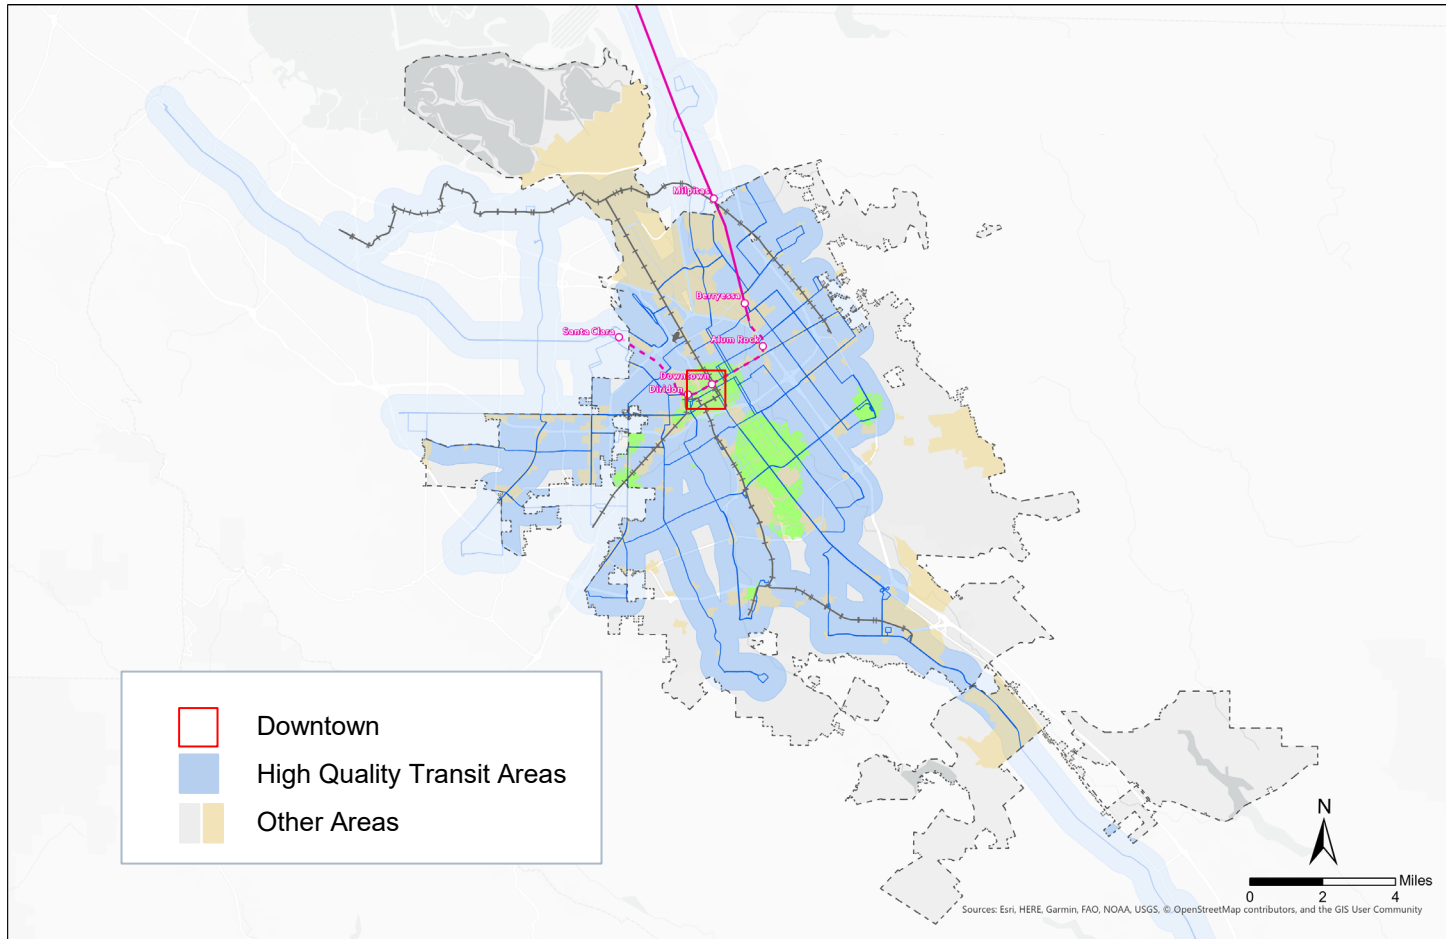 Milpitas
Berryessa
Santa Clara
Alum Rock
Downtown
Diridon
Downtown
High Quality Transit Areas
Other Areas
N
Miles
0 2 4
Sources: Esri, HERE, Garmin, FAO, NOAA, USGS, © OpenStreetMap contributors, and the GIS User Community